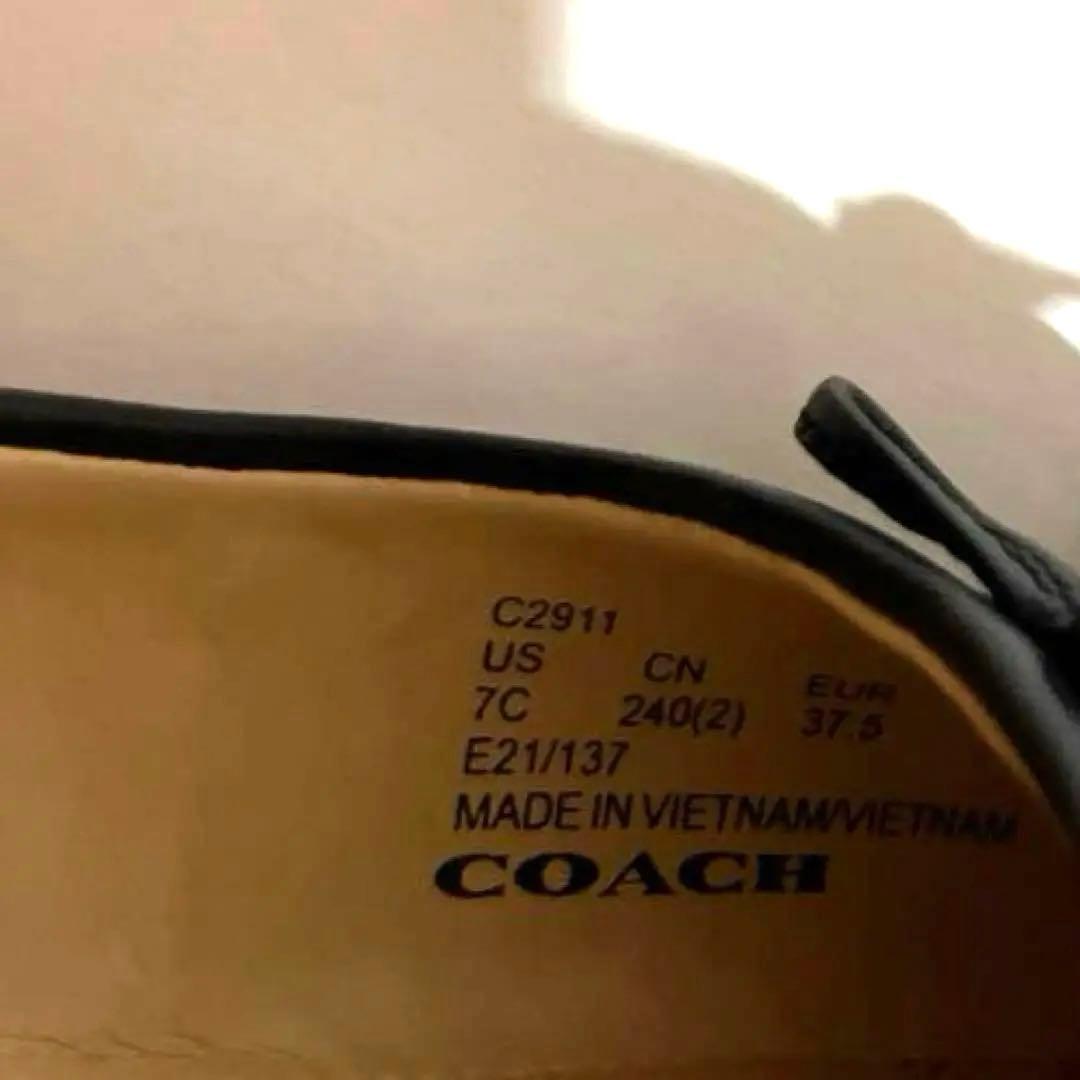 C2911
US CN EUR
7C 240(2) 37.5
E21/137
MADE IN VIETNAM/VIETNAM
COACH